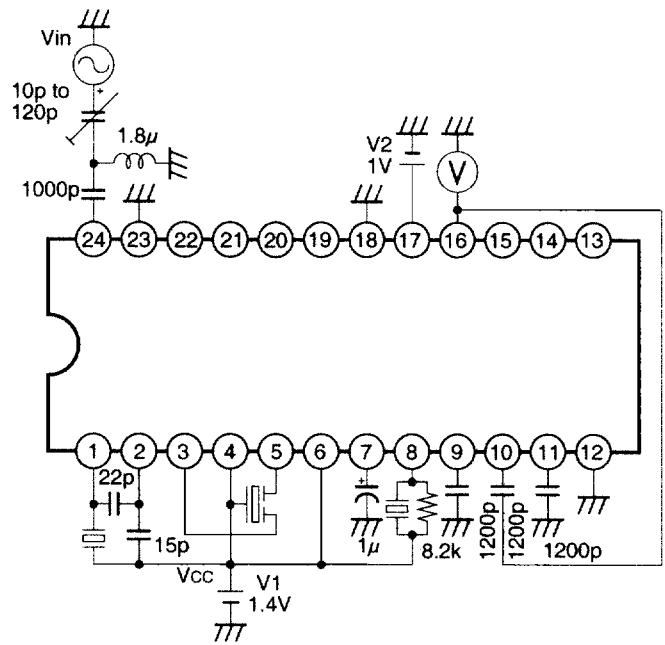 Vin
10p to
120p
1.8μ
1000p
V2
1V
V
24 23 22 21 20 19 18 17 16 15 14 13
1 2 3 4 5 6 7 8 9 10 11 12
22p
15p
+
1μ
8.2k
1200p
1200p
1200p
Vcc
V1
1.4V
+